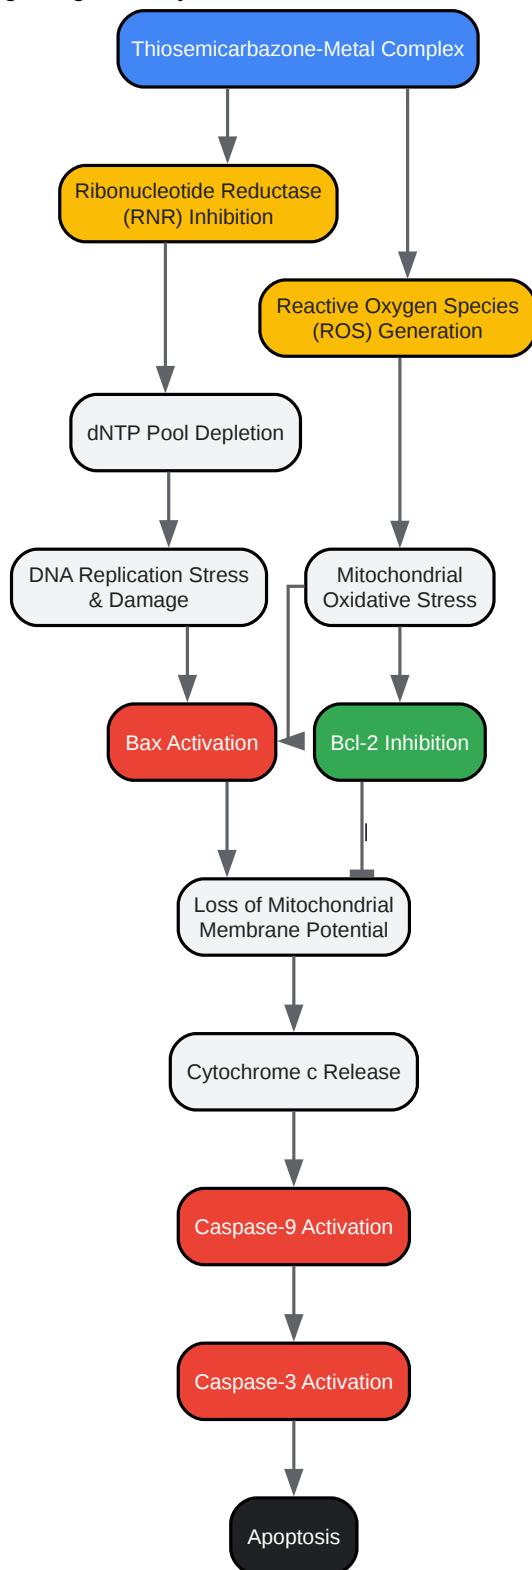 Thiosemicarbazone-Metal Complex
Ribonucleotide Reductase
(RNR) Inhibition
Reactive Oxygen Species
(ROS) Generation
dNTP Pool Depletion
DNA Replication Stress
& Damage
Mitochondrial
Oxidative Stress
Bax Activation
Bcl-2 Inhibition
|
Loss of Mitochondrial
Membrane Potential
Cytochrome c Release
Caspase-9 Activation
Caspase-3 Activation
Apoptosis